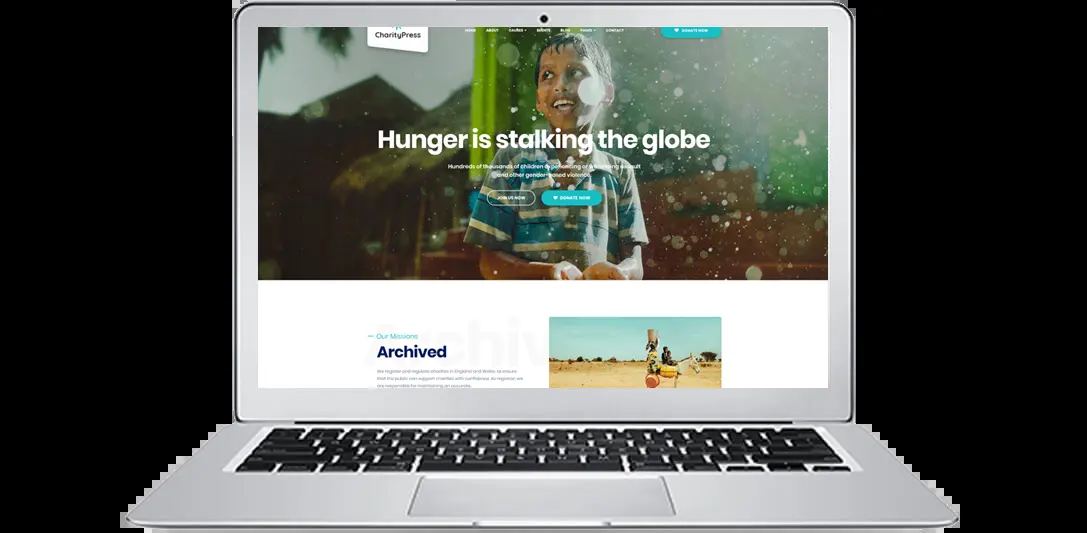 CharityPress
HOME ABOUT CAUSES EVENTS BLOG PAGES CONTACT
DONATE NOW
Hunger is stalking the globe
Hundreds of thousands of children experiencing or assault
and other gender-based violence.
JOIN US NOW
DONATE NOW
Archiv
Our Missions
Archived
We register and regulate charities in England and Wales, to ensure
that the public can support charities with confidence. As registrar, we
are responsible for maintaining an accurate,